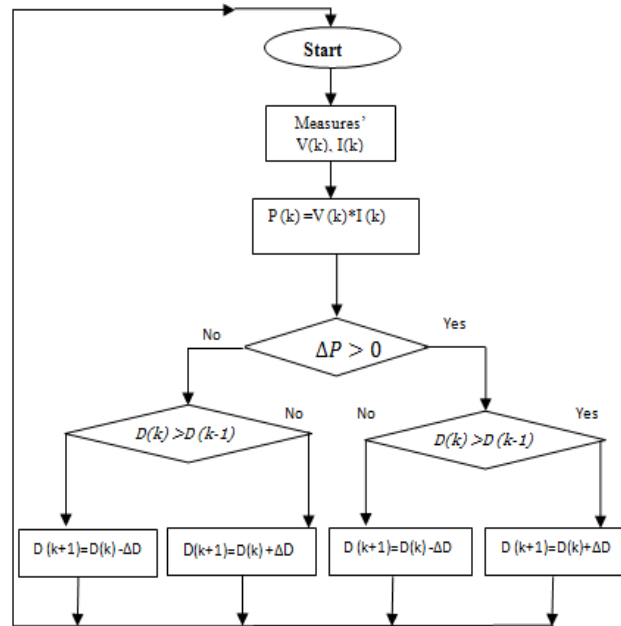 Start
Measures'
V(k), I(k)
P (k) =V (k)*I (k)
No
Yes
ΔP > 0
No
No
Yes
D(k) >D (k-1)
D(k) >D (k-1)
D (k+1)=D(k) -ΔD
D(k+1)=D(k) +ΔD
D (k+1)=D(k) -ΔD
D (k+1)=D(k)+ΔD